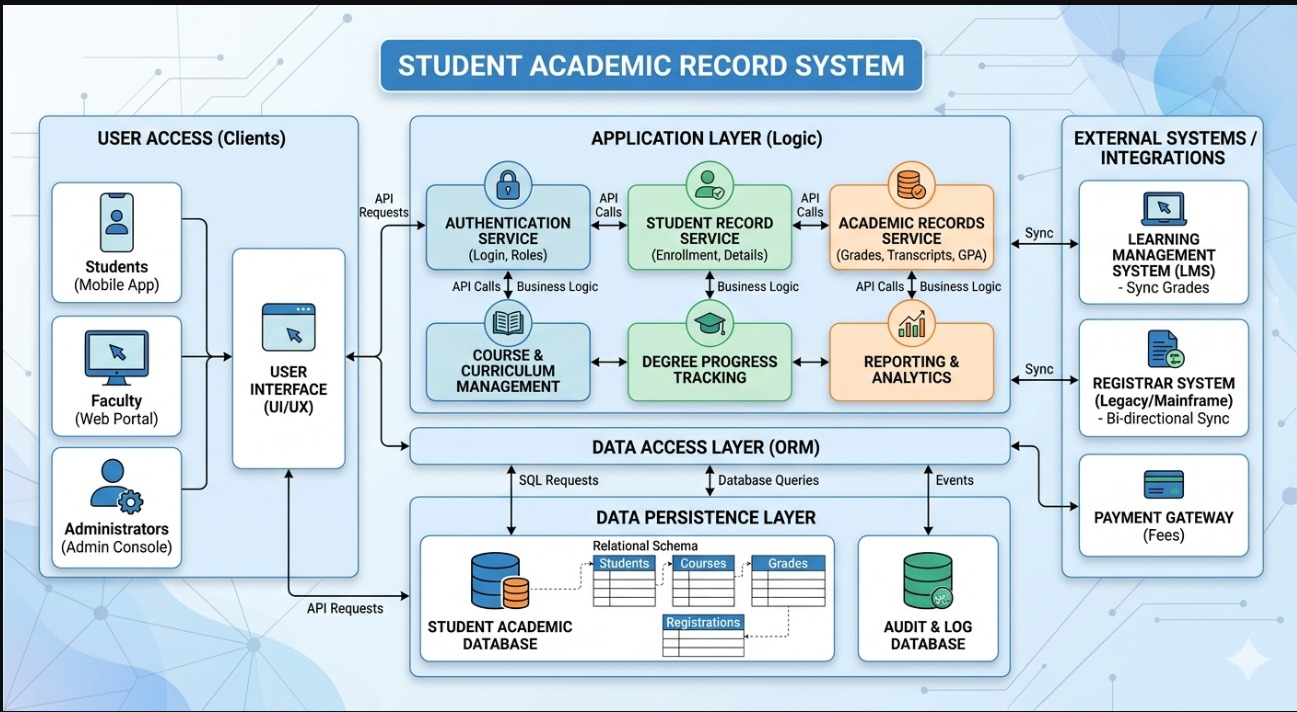 STUDENT ACADEMIC RECORD SYSTEM
USER ACCESS (Clients)
Students
(Mobile App)
Faculty
(Web Portal)
Administrators
(Admin Console)
USER
INTERFACE
(UI/UX)
API
Requests
API Requests
APPLICATION LAYER (Logic)
AUTHENTICATION
SERVICE
(Login, Roles)
API
Calls
STUDENT RECORD
SERVICE
(Enrollment, Details)
API
Calls
ACADEMIC RECORDS
SERVICE
(Grades, Transcripts, GPA)
API Calls
Business Logic
Business Logic
API Calls
Business Logic
COURSE &
CURRICULUM
MANAGEMENT
DEGREE PROGRESS
TRACKING
REPORTING &
ANALYTICS
DATA ACCESS LAYER (ORM)
SQL Requests
Database Queries
Events
DATA PERSISTENCE LAYER
STUDENT ACADEMIC
DATABASE
Relational Schema
Students
Courses
Grades
Registrations
AUDIT & LOG
DATABASE
EXTERNAL SYSTEMS /
INTEGRATIONS
Sync
LEARNING
MANAGEMENT
SYSTEM (LMS)
- Sync Grades
Sync
REGISTRAR SYSTEM
(Legacy/Mainframe)
- Bi-directional Sync
PAYMENT GATEWAY
(Fees)